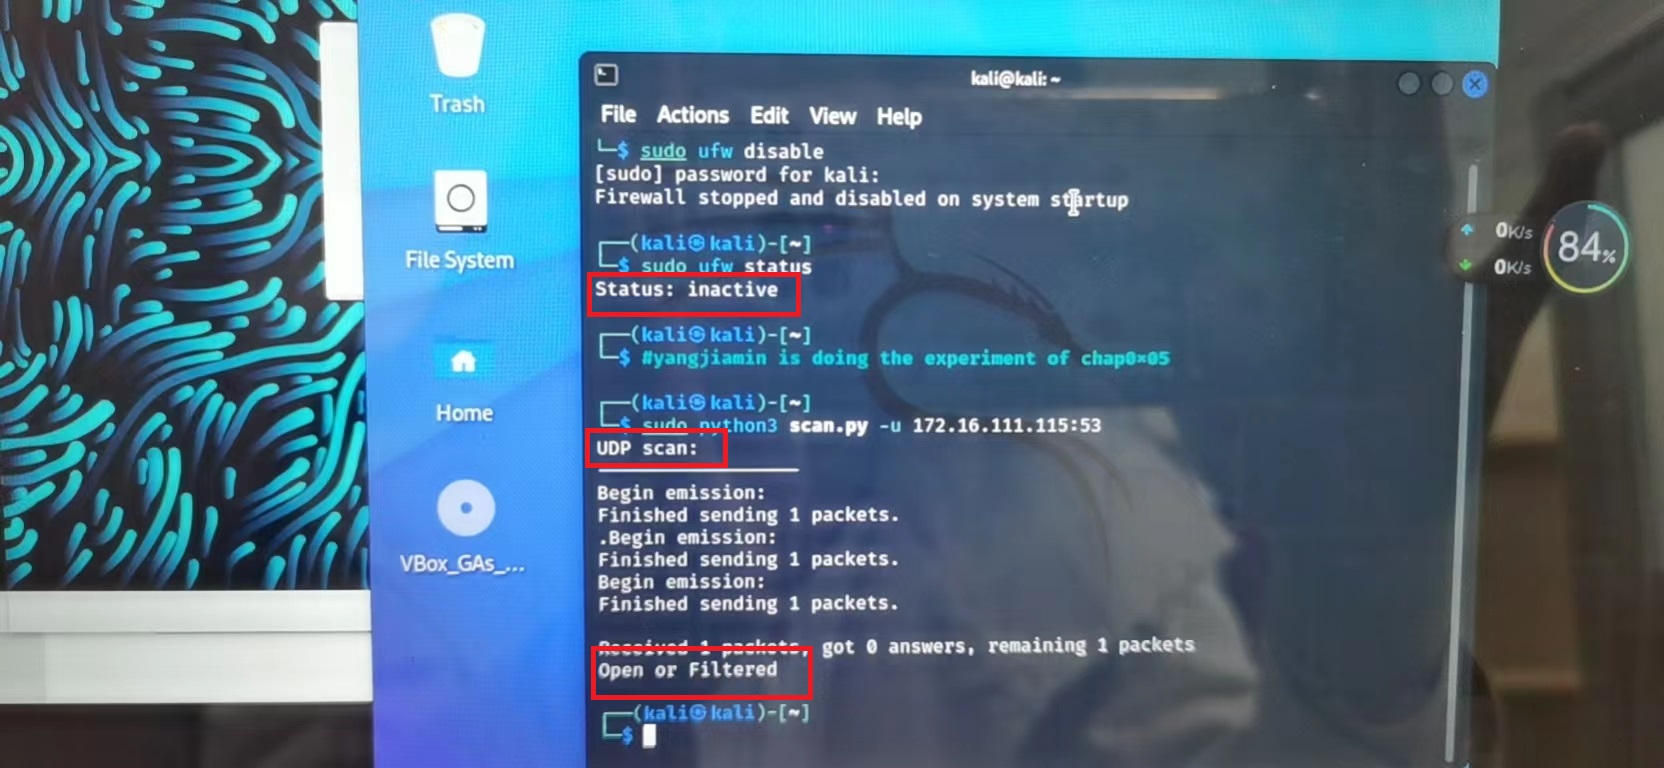 Trash
File System
Home
VBox_GAs_...
kali@kali: ~
File Actions Edit View Help
└─$ sudo ufw disable
[sudo] password for kali:
Firewall stopped and disabled on system startup
┌──(kali㉿kali)-[~]
└─$ sudo ufw status
Status: inactive
┌──(kali㉿kali)-[~]
└─$ #yangjiamin is doing the experiment of chap0×05
┌──(kali㉿kali)-[~]
└─$ sudo python3 scan.py -u 172.16.111.115:53
UDP scan:
Begin emission:
Finished sending 1 packets.
.Begin emission:
Finished sending 1 packets.
Begin emission:
Finished sending 1 packets.
Received 1 packets, got 0 answers, remaining 1 packets
Open or Filtered
┌──(kali㉿kali)-[~]
└─$
0K/s
0K/s
84%